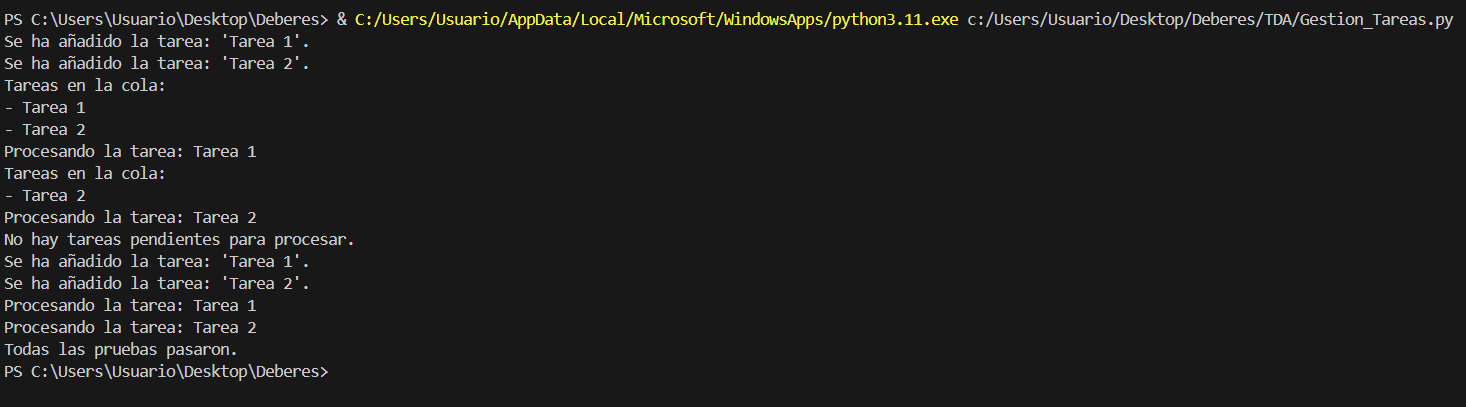 PS C:\Users\Usuario\Desktop\Deberes> & C:/Users/Usuario/AppData/Local/Microsoft/WindowsApps/python3.11.exe c:/Users/Usuario/Desktop/Deberes/TDA/Gestion_Tareas.py
Se ha añadido la tarea: 'Tarea 1'.
Se ha añadido la tarea: 'Tarea 2'.
Tareas en la cola:
- Tarea 1
- Tarea 2
Procesando la tarea: Tarea 1
Tareas en la cola:
- Tarea 2
Procesando la tarea: Tarea 2
No hay tareas pendientes para procesar.
Se ha añadido la tarea: 'Tarea 1'.
Se ha añadido la tarea: 'Tarea 2'.
Procesando la tarea: Tarea 1
Procesando la tarea: Tarea 2
Todas las pruebas pasaron.
PS C:\Users\Usuario\Desktop\Deberes>